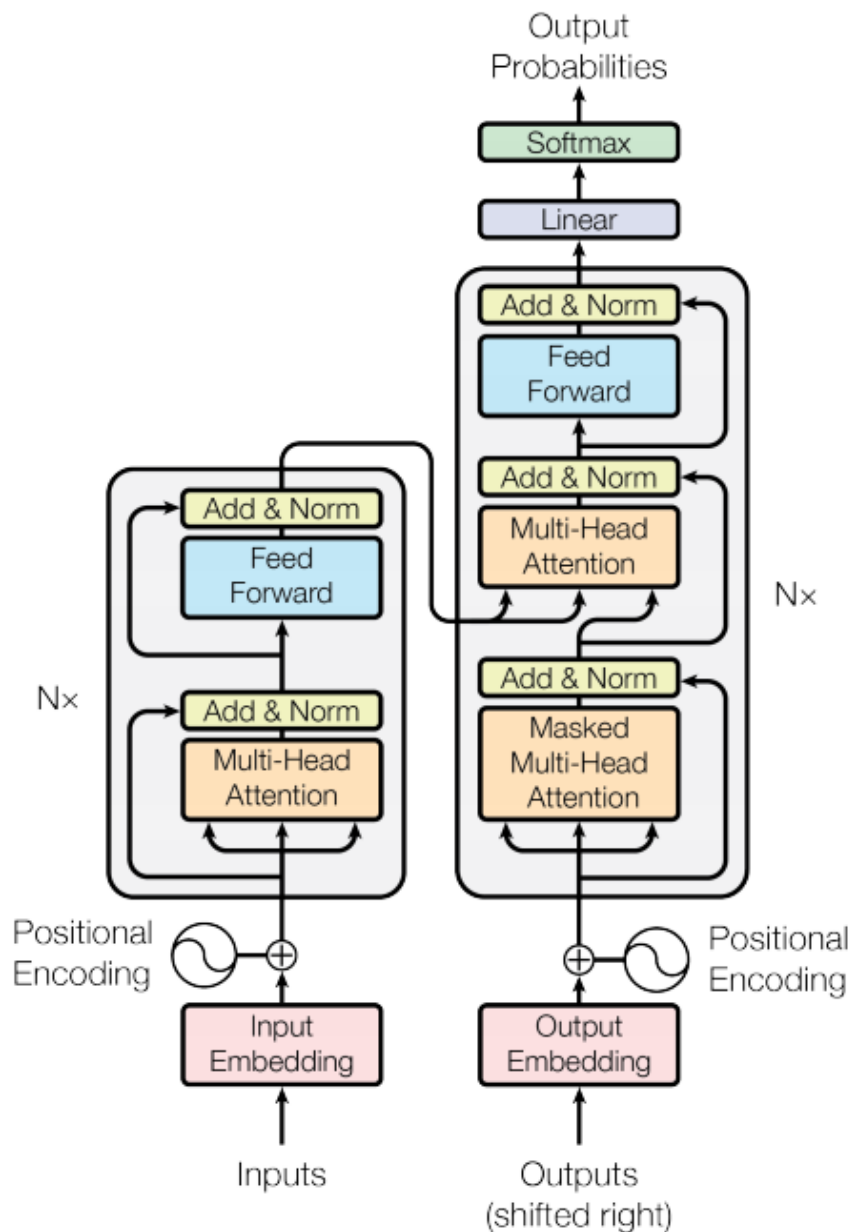 Output
Probabilities
Softmax
Linear
Add & Norm
Feed
Forward
Add & Norm
Multi-Head
Attention
Nx
Add & Norm
Masked
Multi-Head
Attention
Add & Norm
Feed
Forward
Nx
Add & Norm
Multi-Head
Attention
Positional
Encoding
Positional
Encoding
Input
Embedding
Output
Embedding
Inputs
Outputs
(shifted right)